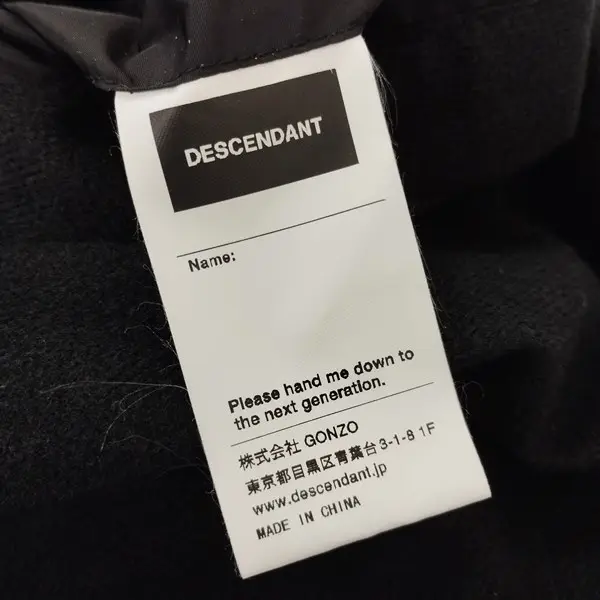 DESCENDANT
Name:
Please hand me down to
the next generation.
株式会社 GONZO
東京都目黒区青葉台3-1-8 1F
www.descendant.jp
MADE IN CHINA